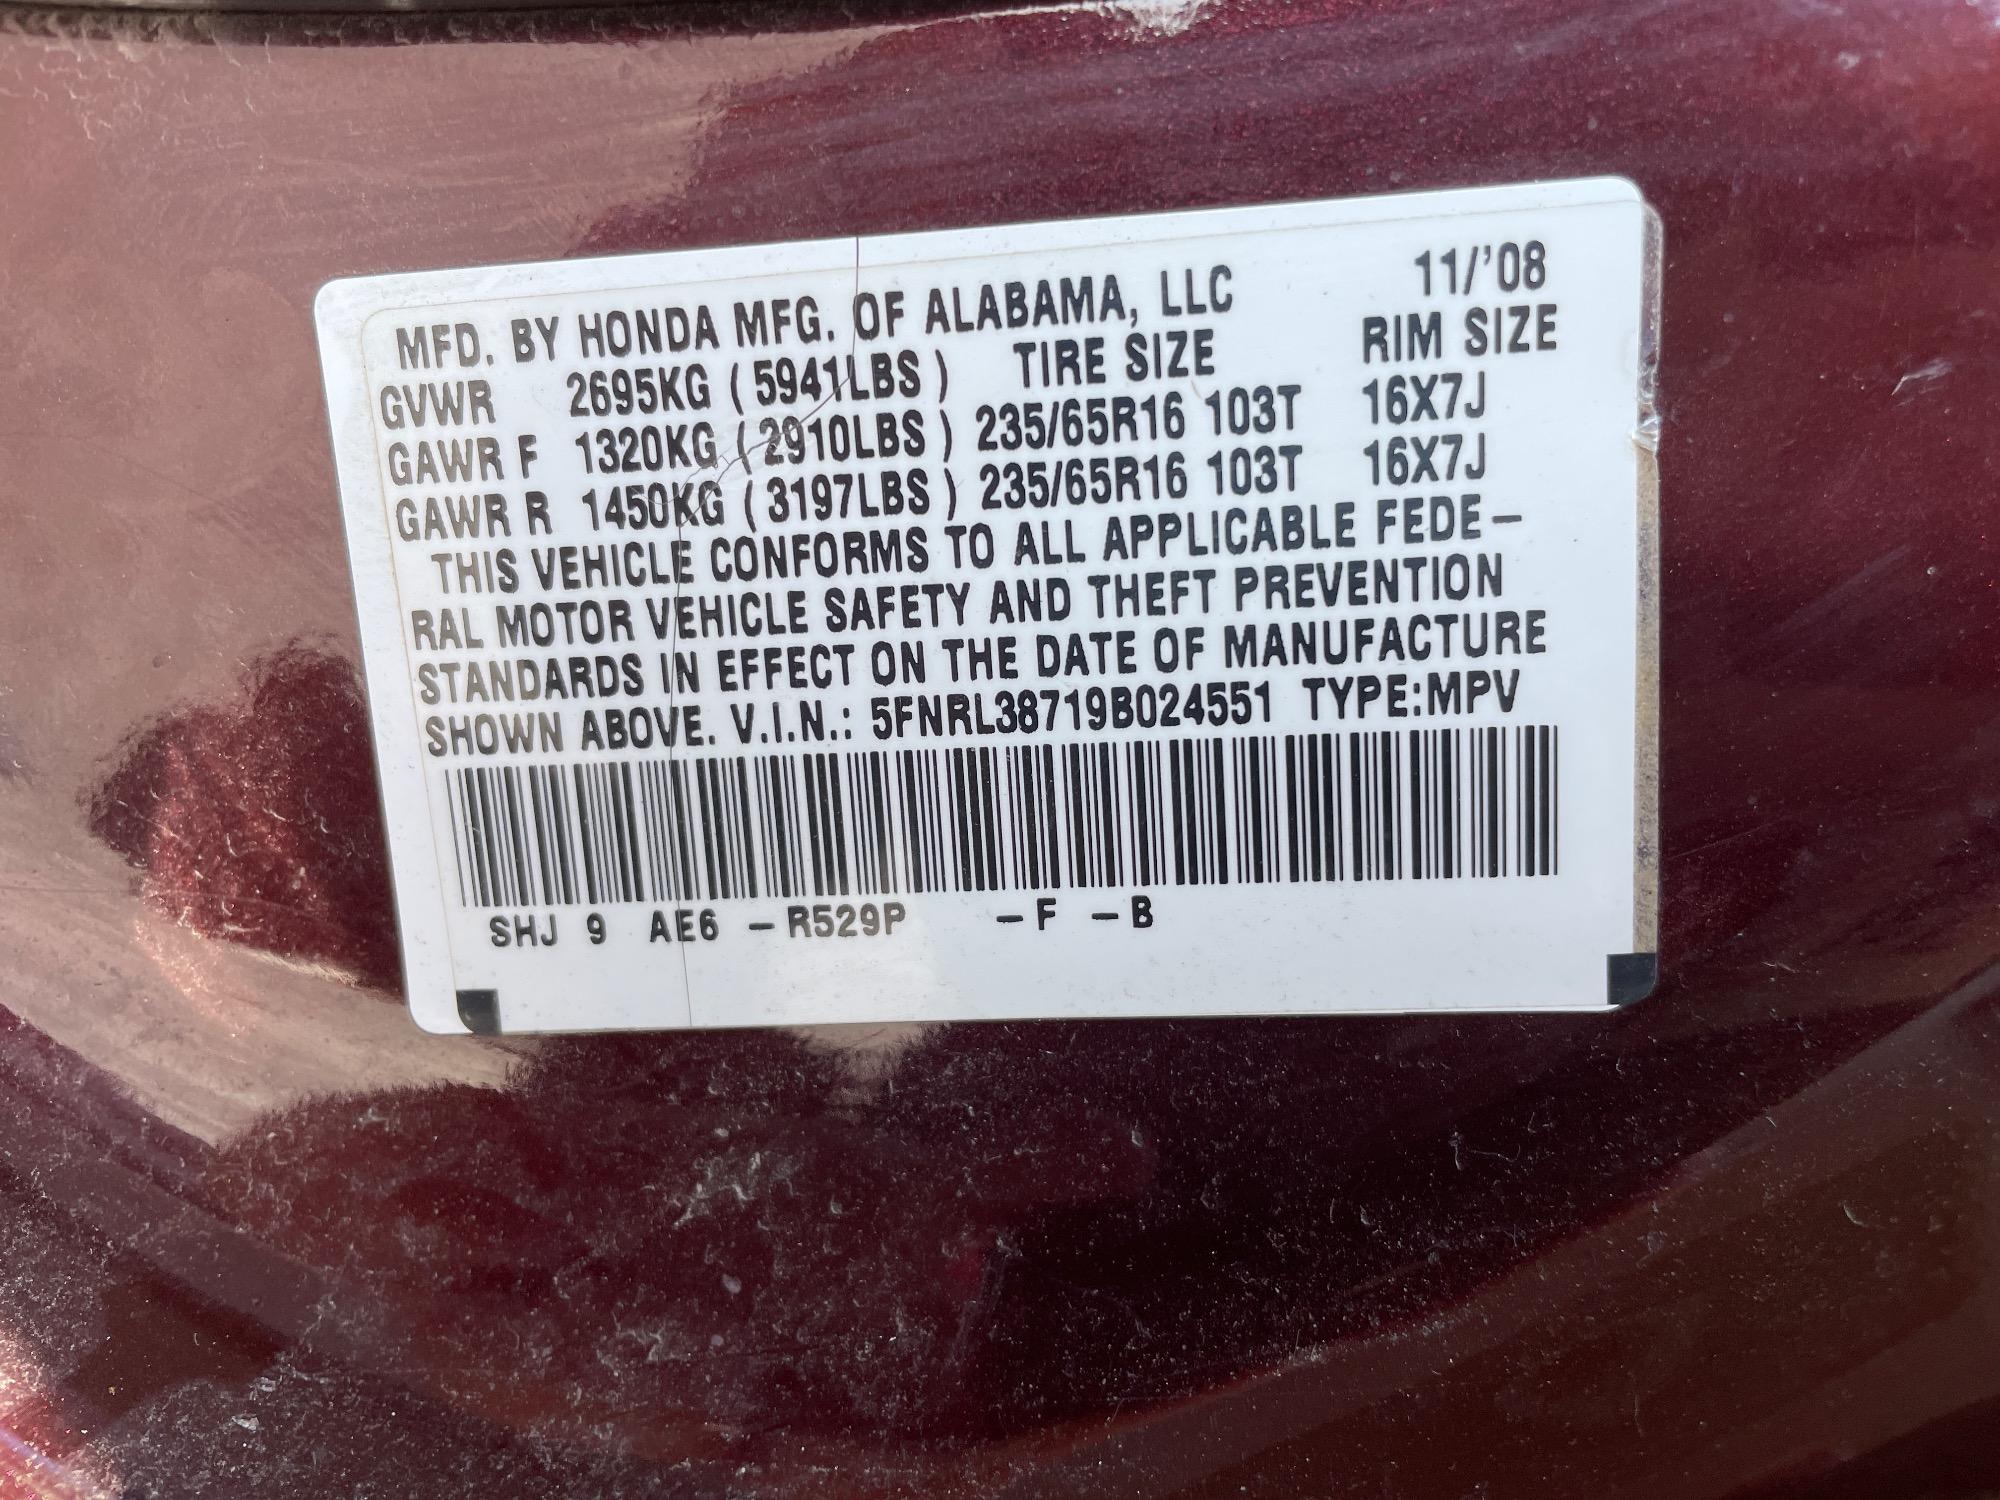 MFD. BY HONDA MFG. OF ALABAMA, LLC 11/'08
GVWR 2695KG (5941LBS) TIRE SIZE RIM SIZE
GAWR F 1320KG (2910LBS) 235/65R16 103T 16X7J
GAWR R 1450KG (3197LBS) 235/65R16 103T 16X7J
THIS VEHICLE CONFORMS TO ALL APPLICABLE FEDE-
RAL MOTOR VEHICLE SAFETY AND THEFT PREVENTION
STANDARDS IN EFFECT ON THE DATE OF MANUFACTURE
SHOWN ABOVE. V.I.N.: 5FNRL38719B024551 TYPE:MPV
SHJ 9 AE6 -R529P -F -B